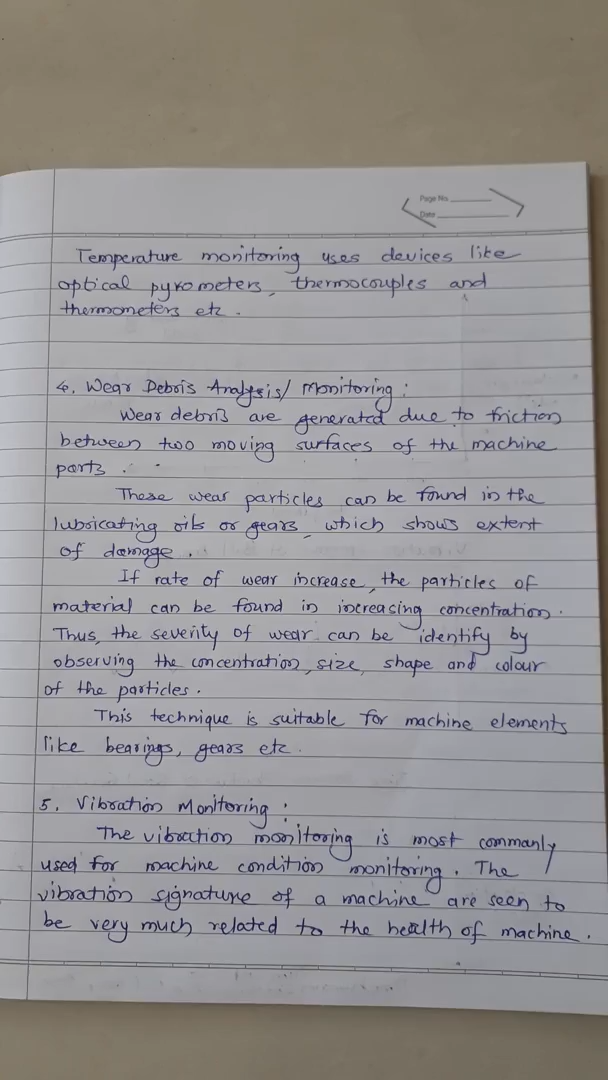 Page No.
Date
Temperature monitoring uses devices like
optical pyrometers, thermocouples and
thermometers etc.
4. Wear Debris Analysis/ Monitoring:
Wear debris are generated due to friction
between two moving surfaces of the machine
parts.
These wear particles can be found in the
lubricating oils or gears, which shows extent
of damage.
If rate of wear increase, the particles of
material can be found in increasing concentration.
Thus, the severity of wear can be identify by
observing the concentration, size, shape and colour
of the particles.
This technique is suitable for machine elements
like bearings, gears etc.
5. Vibration Monitoring:
The vibration monitoring is most commanly
used for machine condition monitoring. The
vibration signature of a machine are seen to
be very much related to the health of machine.